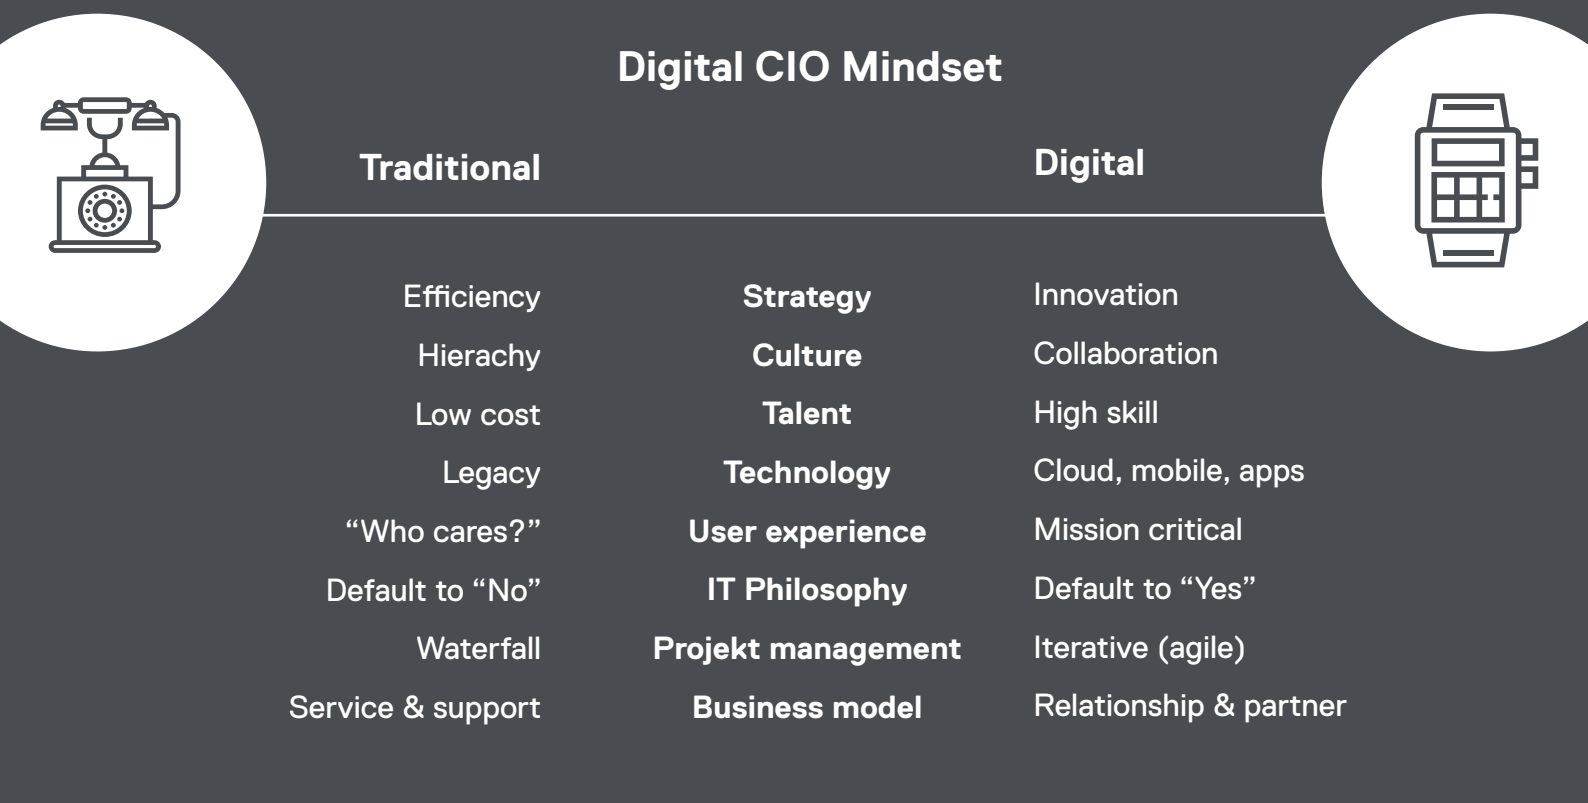 Digital CIO Mindset
Traditional Digital
Efficiency Strategy Innovation
Hierachy Culture Collaboration
Low cost Talent High skill
Legacy Technology Cloud, mobile, apps
“Who cares?” User experience Mission critical
Default to “No” IT Philosophy Default to “Yes”
Waterfall Projekt management Iterative (agile)
Service & support Business model Relationship & partner